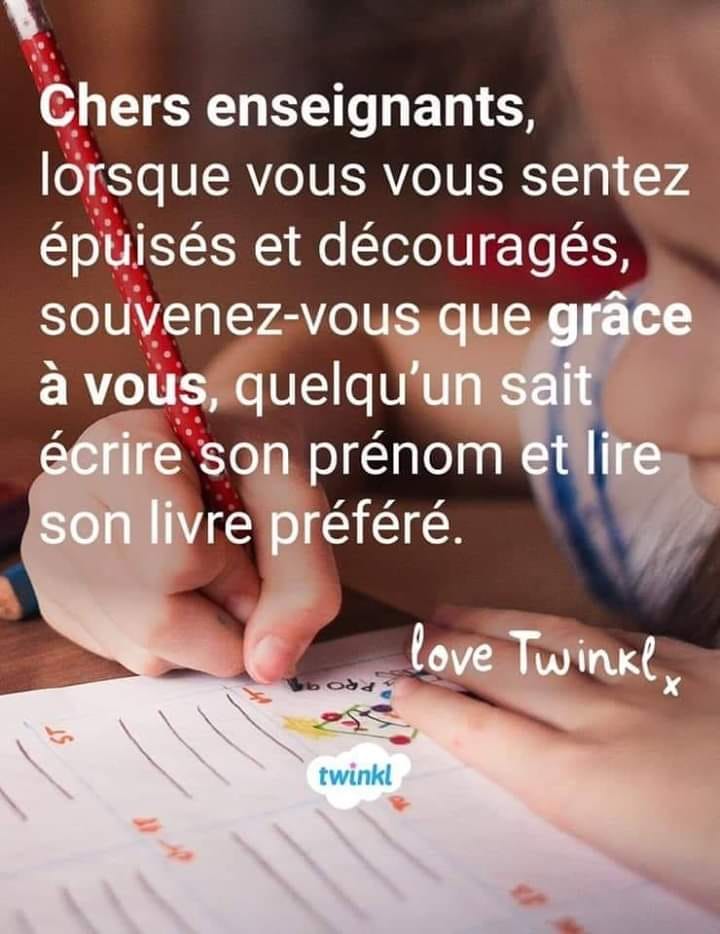 Chers enseignants,
lorsque vous vous sentez
épuisés et découragés,
souvenez-vous que grâce
à vous, quelqu'un sait
écrire son prénom et lire
son livre préféré.
love Twinkl x
twinkl